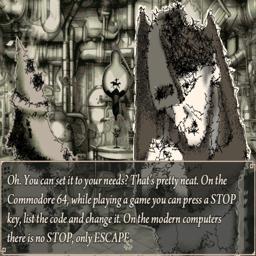 Oh. You can set it to your needs? That's pretty neat. On the
Commodore 64, while playing a game you can press a STOP
key, list the code and change it. On the modern computers
there is no STOP, only ESCAPE.